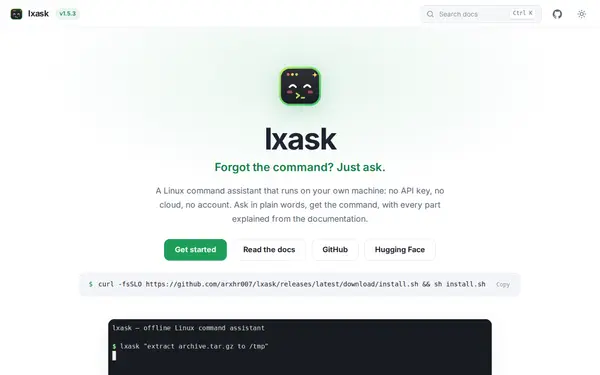 lxask v1.5.3 Search docs Ctrl K
lxask
Forgot the command? Just ask.
A Linux command assistant that runs on your own machine: no API key, no
cloud, no account. Ask in plain words, get the command, with every part
explained from the documentation.
Get started Read the docs GitHub Hugging Face
$ curl -fsSLO https://github.com/arxhr007/lxask/releases/latest/download/install.sh && sh install.sh Copy
lxask — offline Linux command assistant
$ lxask "extract archive.tar.gz to /tmp"